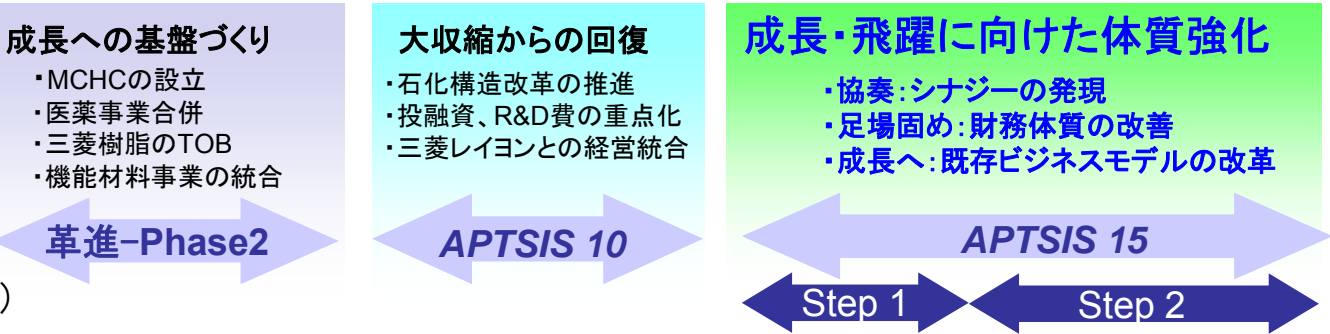 成長への基盤づくり
・MCHCの設立
・医薬事業合併
・三菱樹脂のTOB
・機能材料事業の統合
革進-Phase2
)
大収縮からの回復
・石化構造改革の推進
・投融資、R&D費の重点化
・三菱レイヨンとの経営統合
APTSIS 10
成長・飛躍に向けた体質強化
・協奏：シナジーの発現
・足場固め：財務体質の改善
・成長へ：既存ビジネスモデルの改革
APTSIS 15
Step 1
Step 2